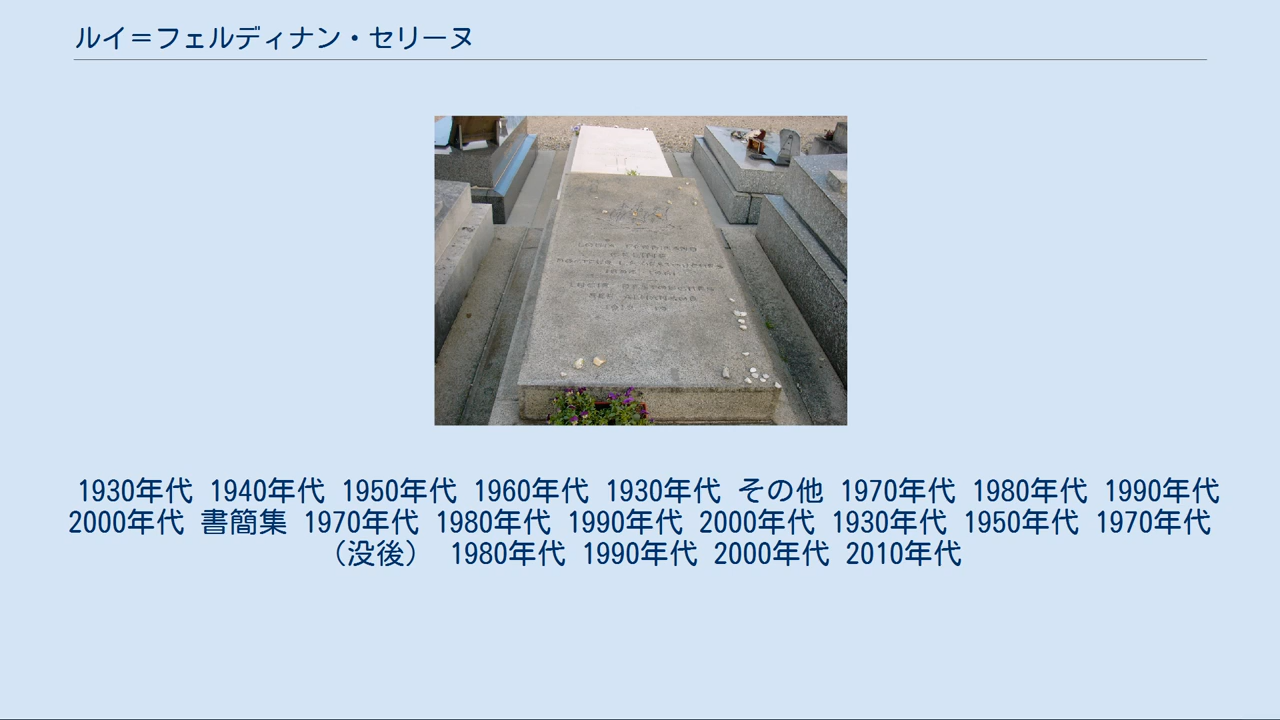 ルイ＝フェルディナン・セリーヌ
1930年代 1940年代 1950年代 1960年代 1930年代 その他 1970年代 1980年代 1990年代
2000年代 書簡集 1970年代 1980年代 1990年代 2000年代 1930年代 1950年代 1970年代
（没後） 1980年代 1990年代 2000年代 2010年代